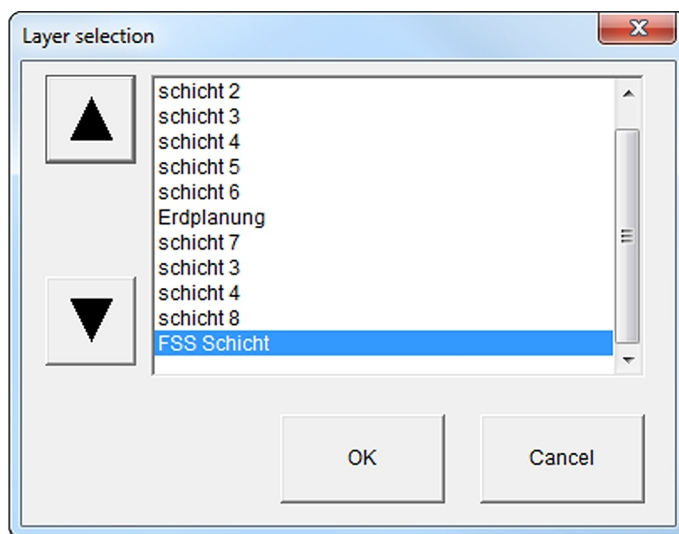 Layer selection
schicht 2
schicht 3
schicht 4
schicht 5
schicht 6
Erdplanung
schicht 7
schicht 3
schicht 4
schicht 8
FSS Schicht
OK
Cancel